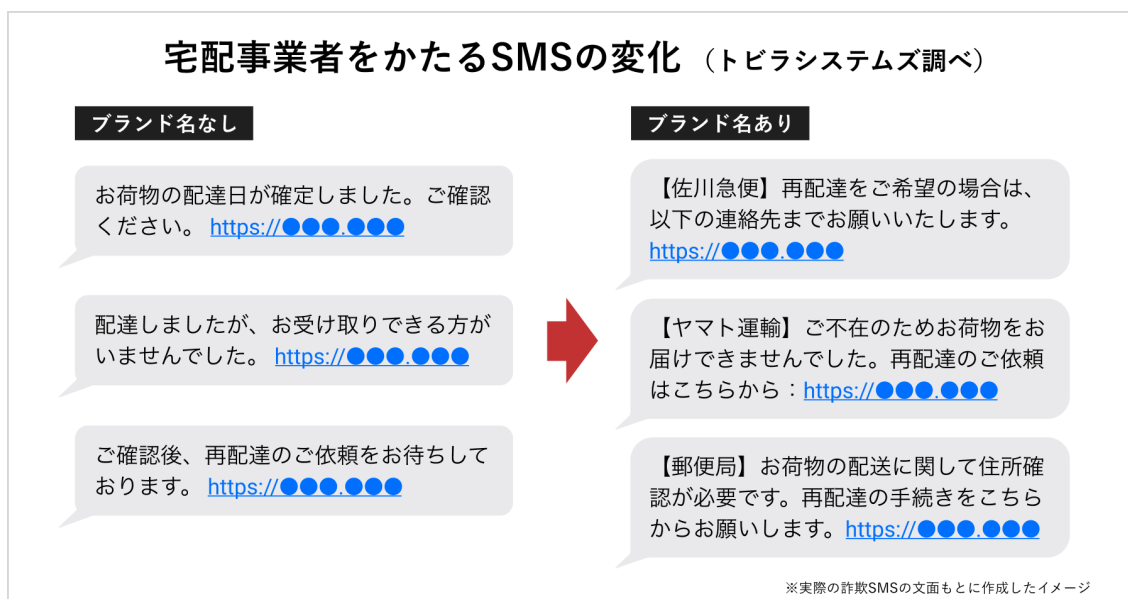 宅配事業者をかたるSMSの変化 （トビラシステムズ調べ）
ブランド名なし
お荷物の配達日が確定しました。ご確認
ください。 https://●●●.●●●
配達しましたが、お受け取りできる方が
いませんでした。 https://●●●.●●●
ご確認後、再配達のご依頼をお待ちして
おります。 https://●●●.●●●
ブランド名あり
【佐川急便】再配達をご希望の場合は、
以下の連絡先までお願いいたします。
https://●●●.●●●
【ヤマト運輸】ご不在のためお荷物をお
届けできませんでした。再配達のご依頼
はこちらから：https://●●●.●●●
【郵便局】お荷物の配送に関して住所確
認が必要です。再配達の手続きをこちら
からお願いします。https://●●●.●●●
※実際の詐欺SMSの文面もとに作成したイメージ